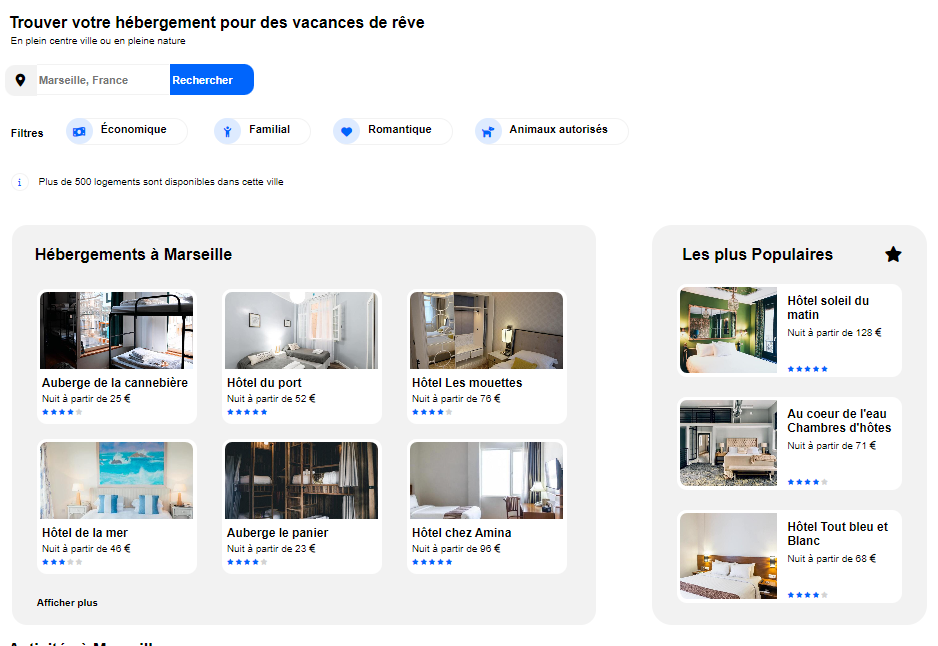 Trouver votre hébergement pour des vacances de rêve
En plein centre ville ou en pleine nature
Marseille, France
Rechercher
Filtres
Économique
Familial
Romantique
Animaux autorisés
Plus de 500 logements sont disponibles dans cette ville
Hébergements à Marseille
Auberge de la cannebière
Nuit à partir de 25 €
Hôtel du port
Nuit à partir de 52 €
Hôtel Les mouettes
Nuit à partir de 76 €
Hôtel de la mer
Nuit à partir de 46 €
Auberge le panier
Nuit à partir de 23 €
Hôtel chez Amina
Nuit à partir de 96 €
Afficher plus
Les plus Populaires
Hôtel soleil du
matin
Nuit à partir de 128 €
Au coeur de l'eau
Chambres d'hôtes
Nuit à partir de 71 €
Hôtel Tout bleu et
Blanc
Nuit à partir de 68 €